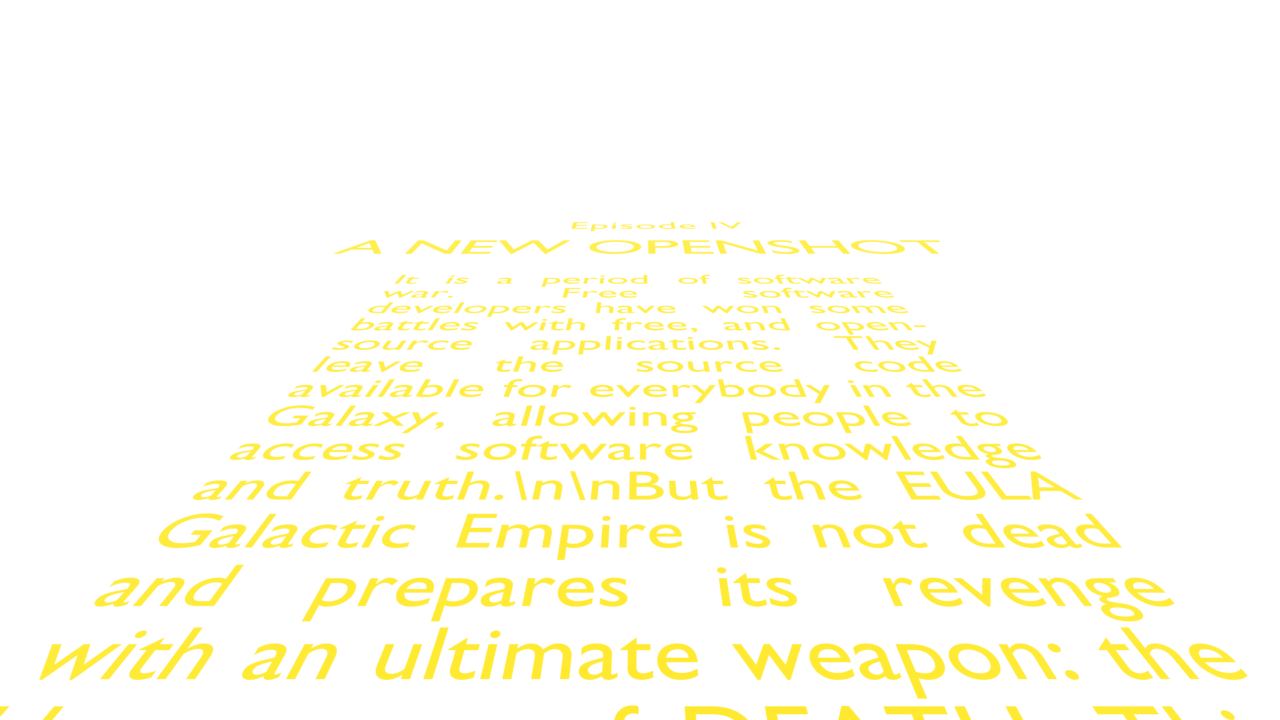 Episode IV
A NEW OPENSHOT
It is a period of software
war. Free software
developers have won some
battles with free, and open-
source applications. They
leave the source code
available for everybody in the
Galaxy, allowing people to
access software knowledge
and truth.\n\nBut the EULA
Galactic Empire is not dead
and prepares its revenge
with an ultimate weapon: the
of DEATH.